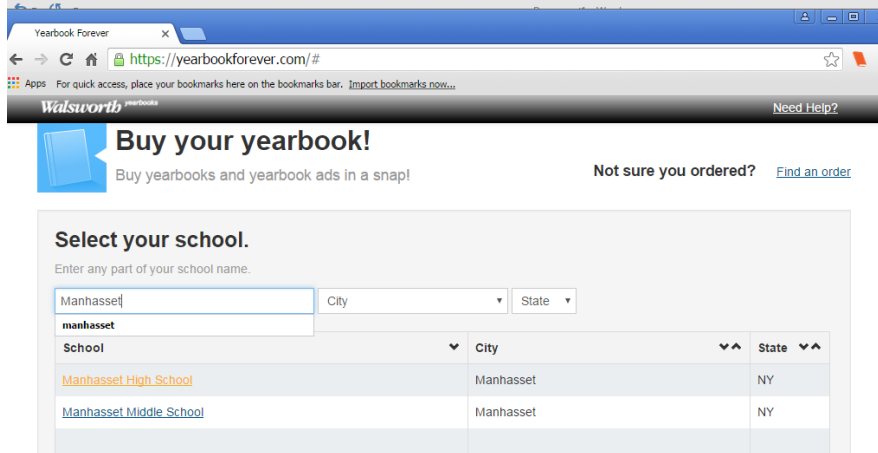 Yearbook Forever
https://yearbookforever.com/#
Apps For quick access, place your bookmarks here on the bookmarks bar. Import bookmarks now...
Walsworth yearbooks
Need Help?
Buy your yearbook!
Buy yearbooks and yearbook ads in a snap!
Not sure you ordered? Find an order
Select your school.
Enter any part of your school name.
Manhasset City State
manhasset
School City State
Manhasset High School Manhasset NY
Manhasset Middle School Manhasset NY